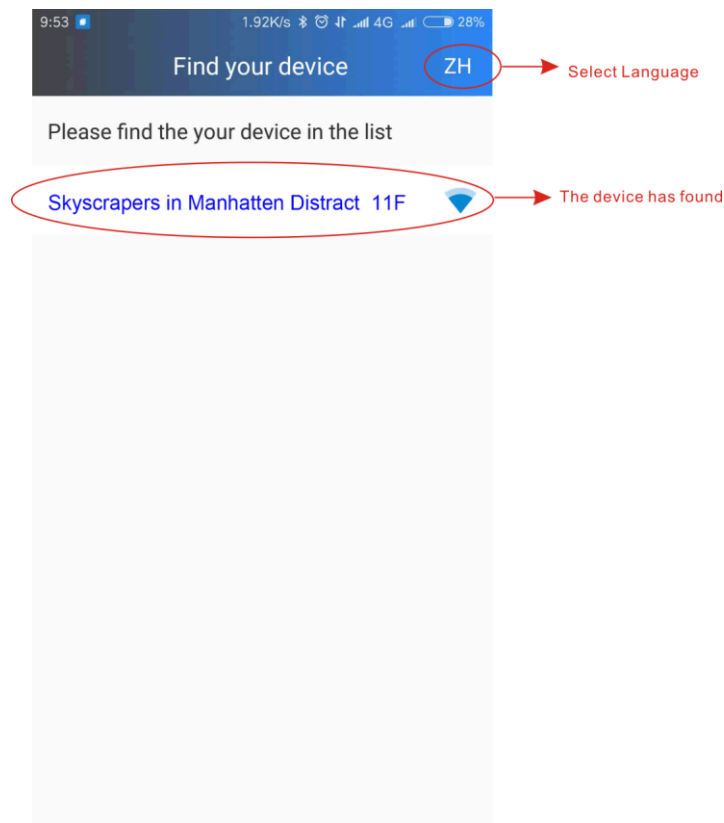 9:53 1.92K/s 4G 28%
Find your device ZH
Select Language
Please find the your device in the list
Skyscrapers in Manhatten Distract 11F
The device has found